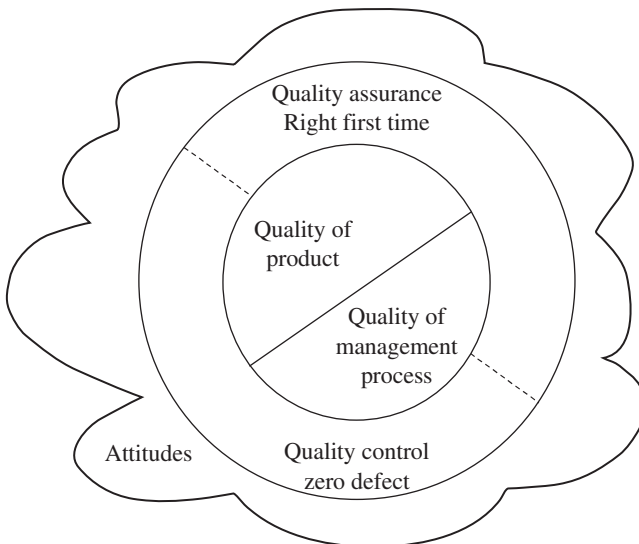 Quality assurance
Right first time
Quality of
product
Quality of
management
process
Attitudes
Quality control
zero defect